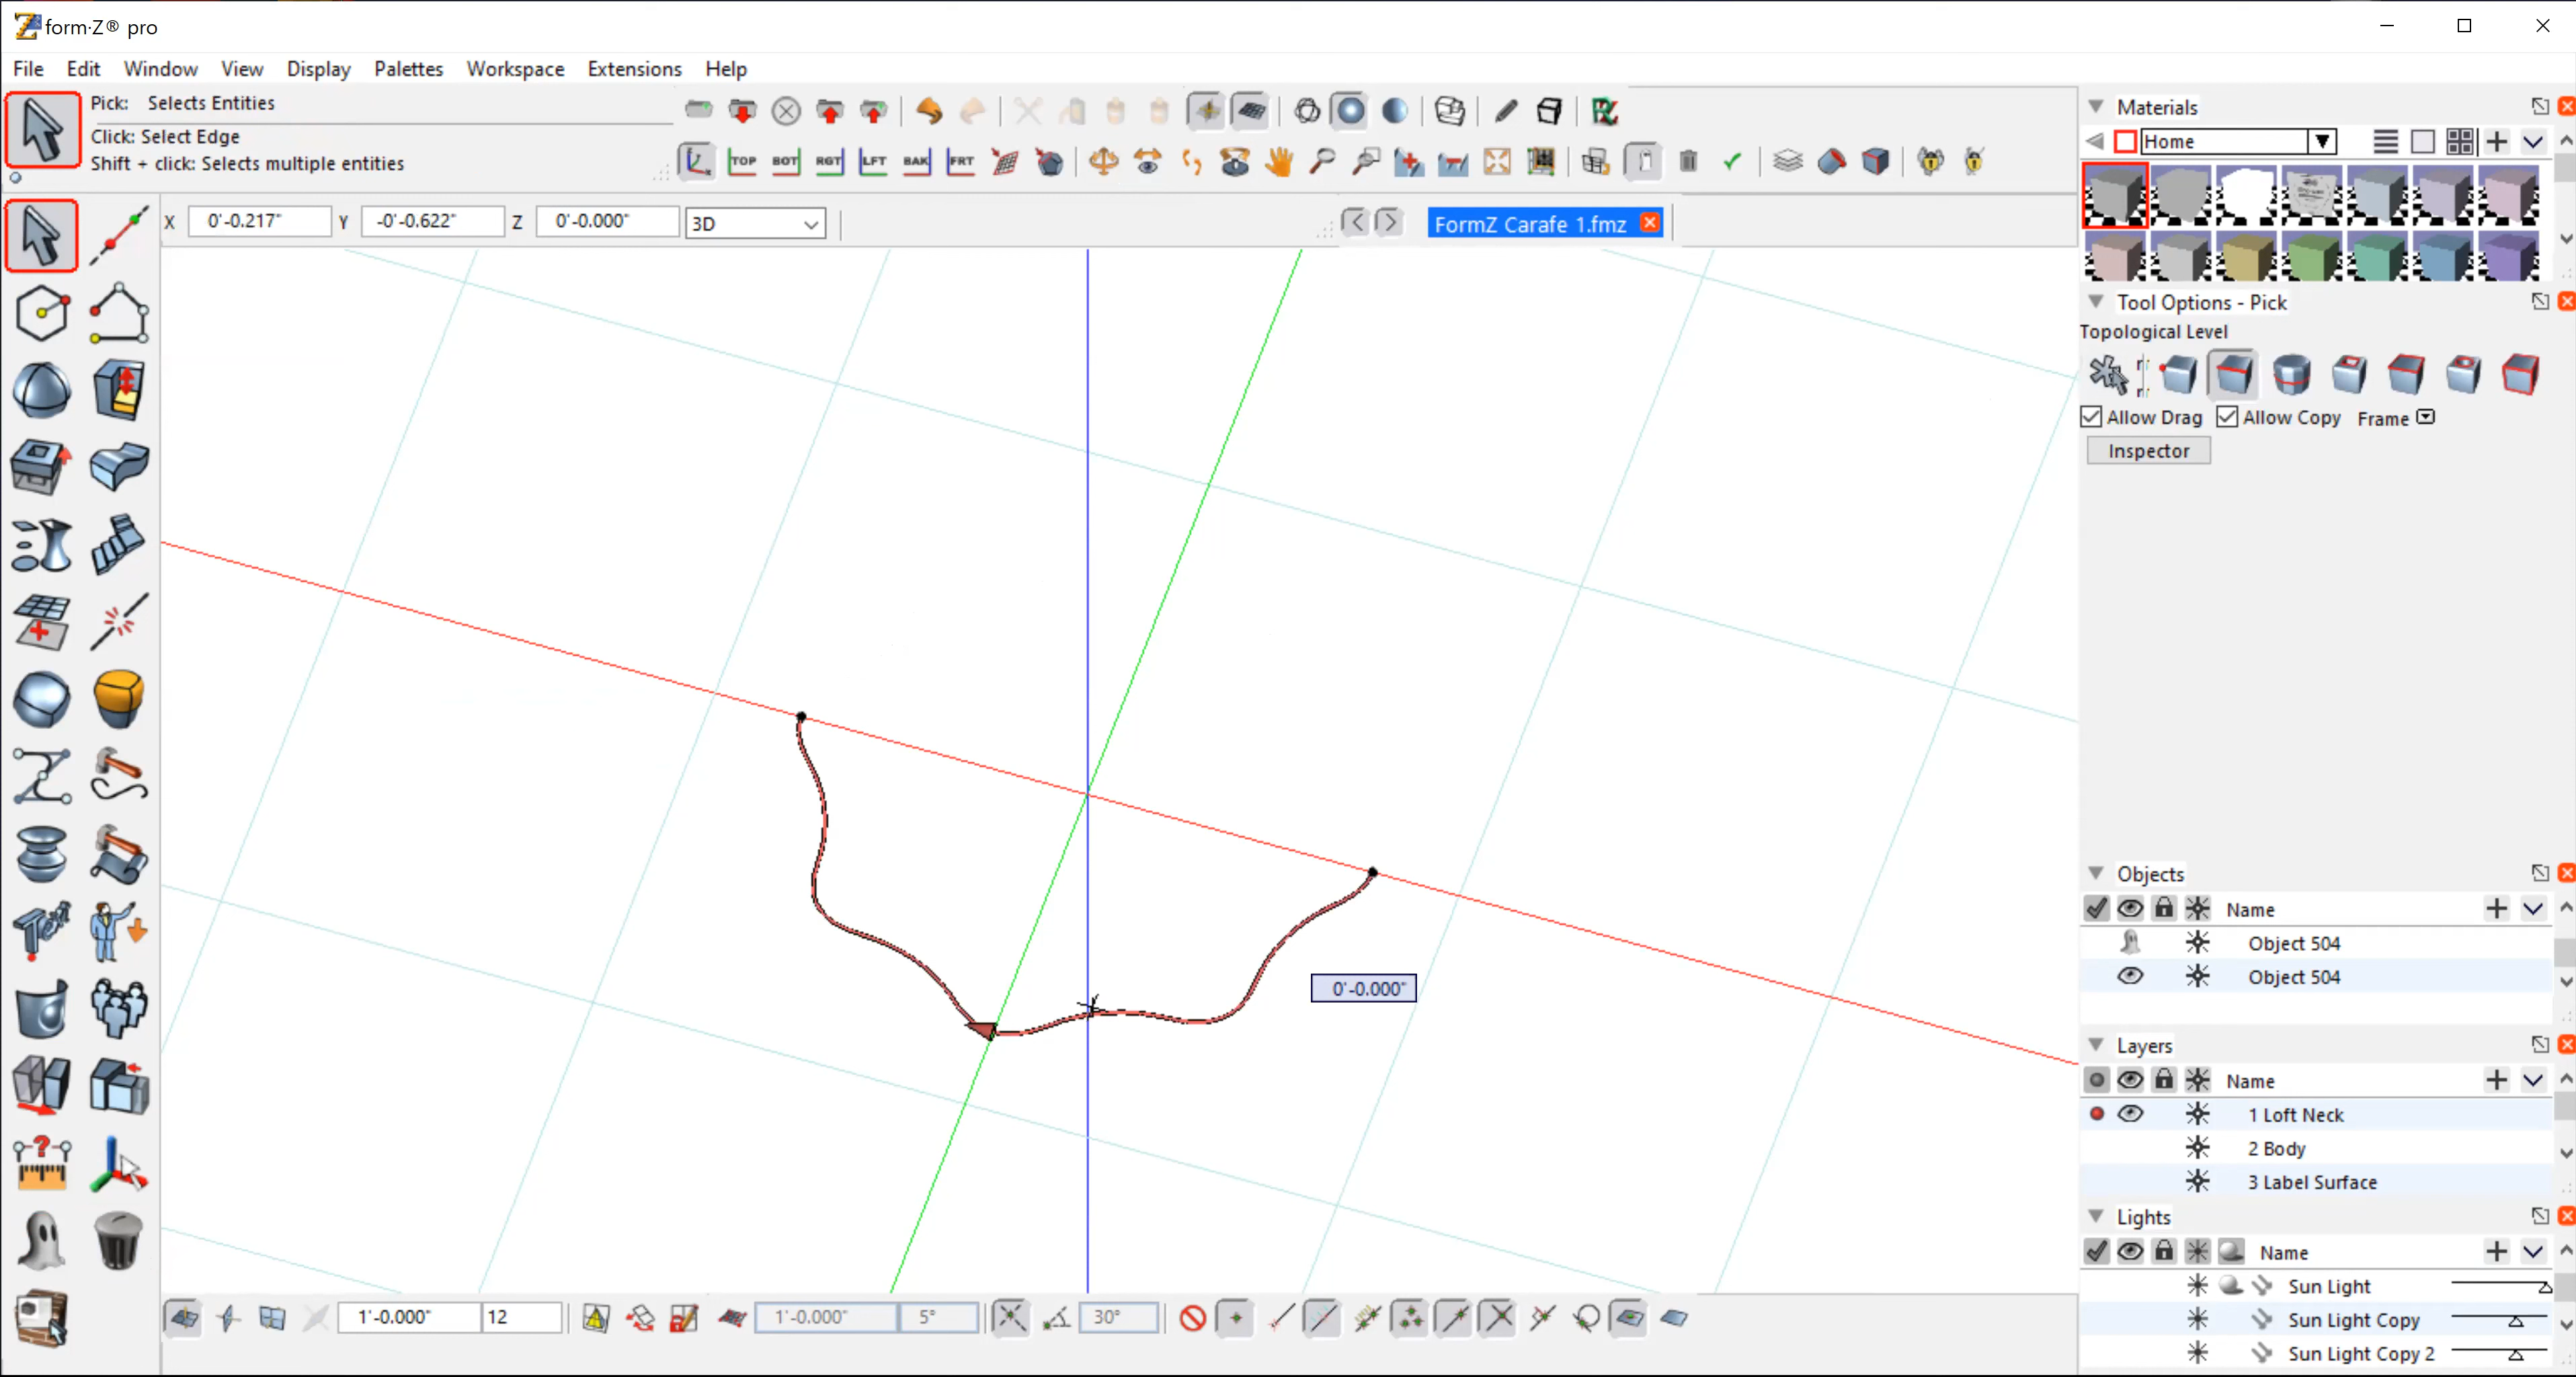 form·Z® pro
File Edit Window View Display Palettes Workspace Extensions Help
Pick: Selects Entities
Click: Select Edge
Shift + click: Selects multiple entities
TOP BOT RGT LFT BAK FRT
X 0'-0.217" Y -0'-0.622" Z 0'-0.000" 3D
FormZ Carafe 1.fmz
0'-0.000"
1'-0.000" 12 1'-0.000" 5° 30°
Materials
Home
Tool Options - Pick
Topological Level
Allow Drag Allow Copy Frame
Inspector
Objects
Name
Object 504
Object 504
Layers
Name
1 Loft Neck
2 Body
3 Label Surface
Lights
Name
Sun Light
Sun Light Copy
Sun Light Copy 2